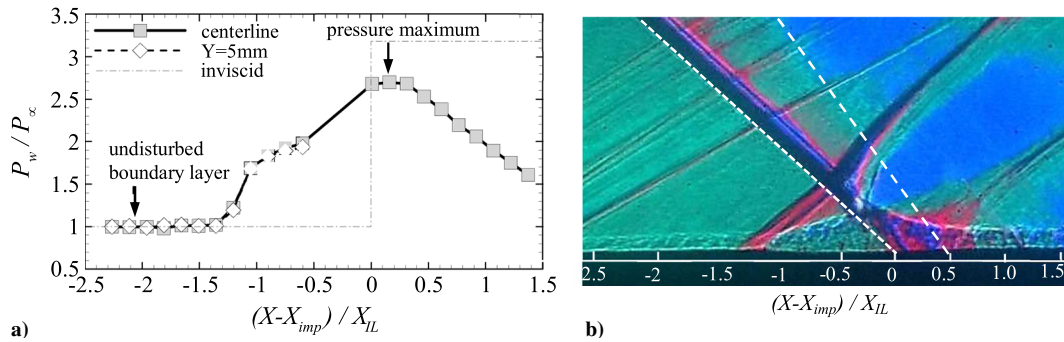 3.5
3
2.5
2
1.5
1
0.5
P_w / P_∞
centerline
Y=5mm
inviscid
pressure maximum
undisturbed
boundary layer
-2.5 -2 -1.5 -1 -0.5 0 0.5 1 1.5
(X-X_imp) / X_IL
a)
-2.5 -2 -1.5 -1 -0.5 0 0.5 1.0 1.5
(X-X_imp) / X_IL
b)